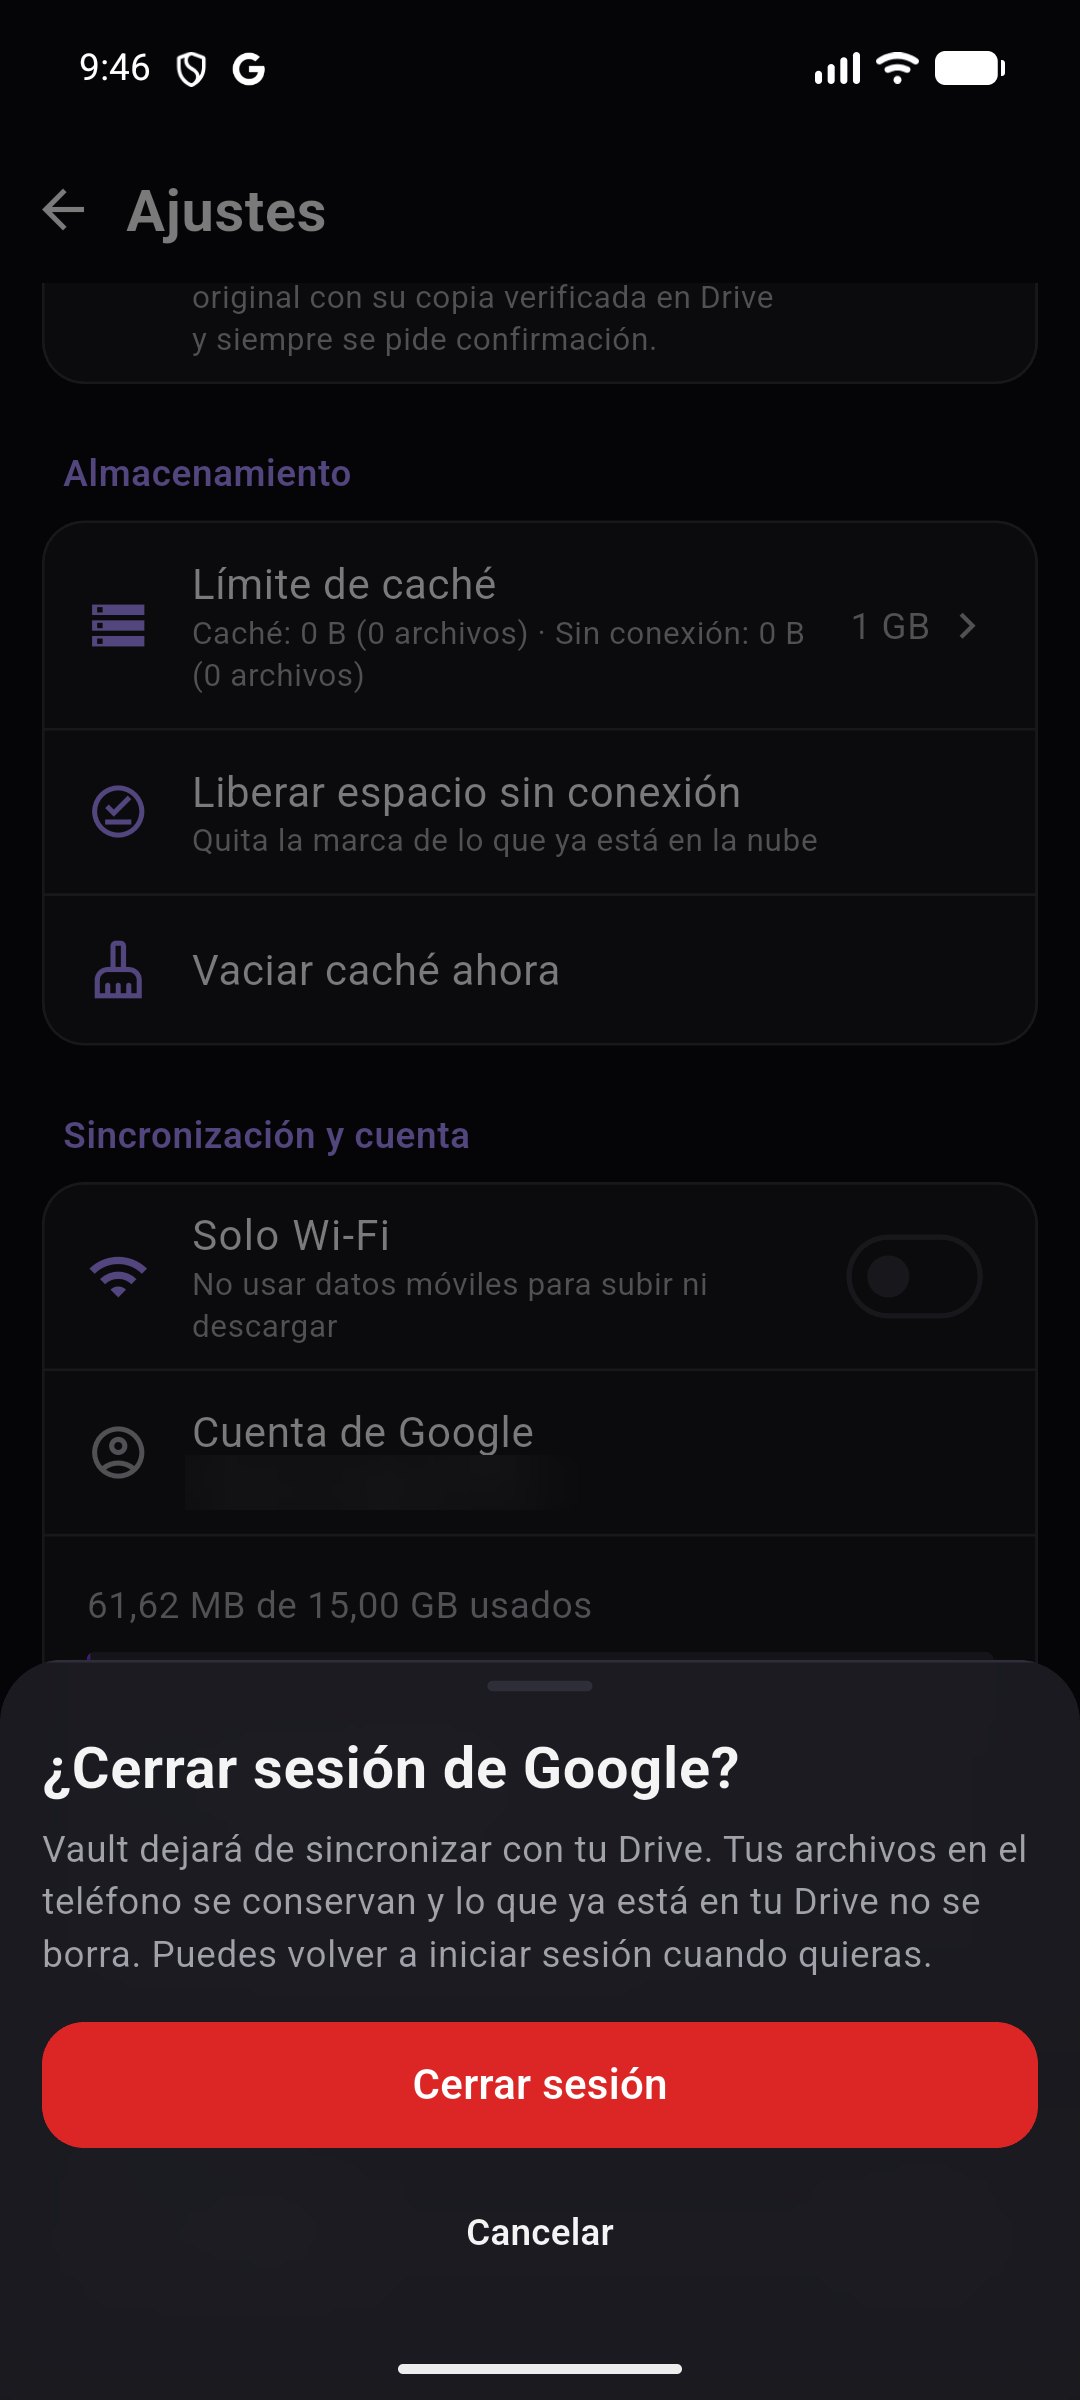 9:46
Ajustes
original con su copia verificada en Drive
y siempre se pide confirmación.
Almacenamiento
Límite de caché
Caché: 0 B (0 archivos) · Sin conexión: 0 B
(0 archivos)
1 GB
Liberar espacio sin conexión
Quita la marca de lo que ya está en la nube
Vaciar caché ahora
Sincronización y cuenta
Solo Wi-Fi
No usar datos móviles para subir ni
descargar
Cuenta de Google
61,62 MB de 15,00 GB usados
¿Cerrar sesión de Google?
Vault dejará de sincronizar con tu Drive. Tus archivos en el
teléfono se conservan y lo que ya está en tu Drive no se
borra. Puedes volver a iniciar sesión cuando quieras.
Cerrar sesión
Cancelar